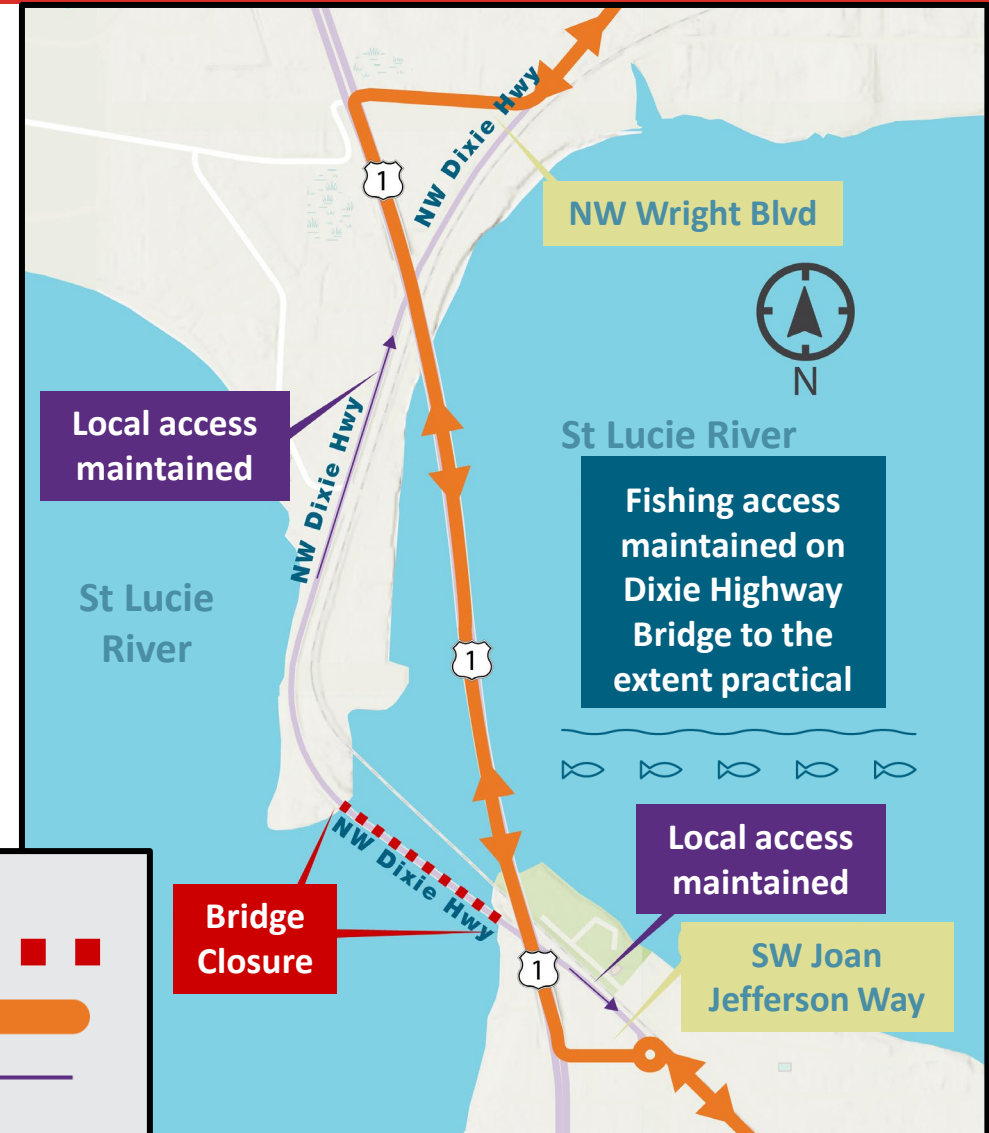 NW Dixie Hwy
1
NW Wright Blvd
N
Local access
maintained
NW Dixie Hwy
St Lucie River
Fishing access
maintained on
Dixie Highway
Bridge to the
extent practical
St Lucie
River
1
NW Dixie Hwy
Local access
maintained
Bridge
Closure
1
SW Joan
Jefferson Way